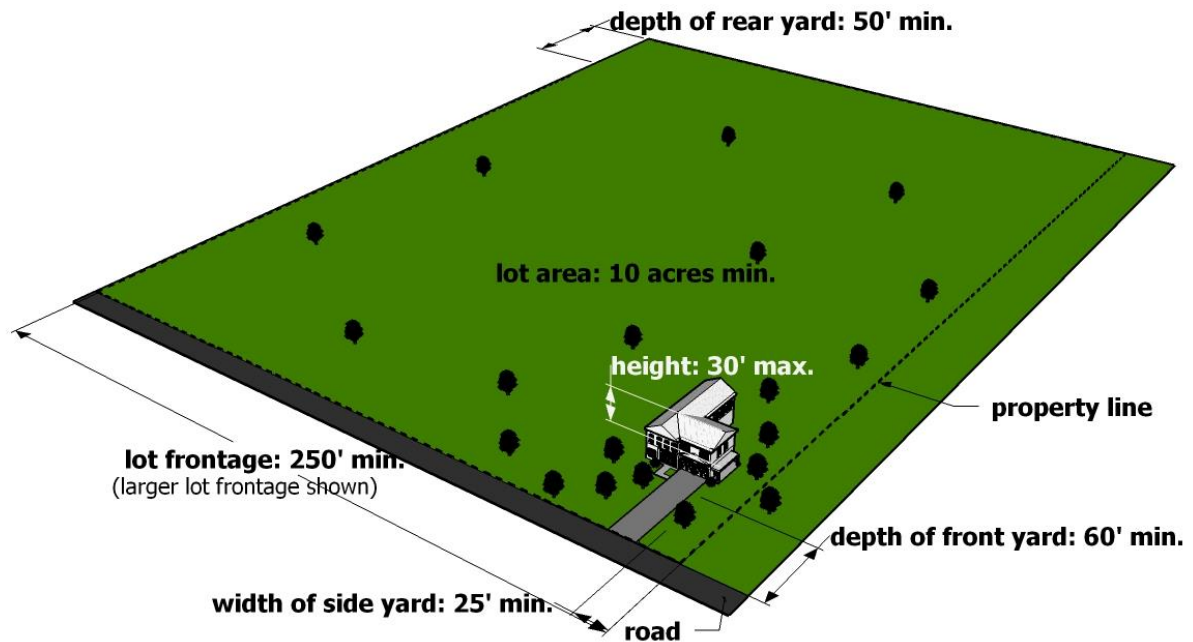 depth of rear yard: 50' min.
lot area: 10 acres min.
height: 30' max.
property line
lot frontage: 250' min.
(larger lot frontage shown)
depth of front yard: 60' min.
width of side yard: 25' min.
road